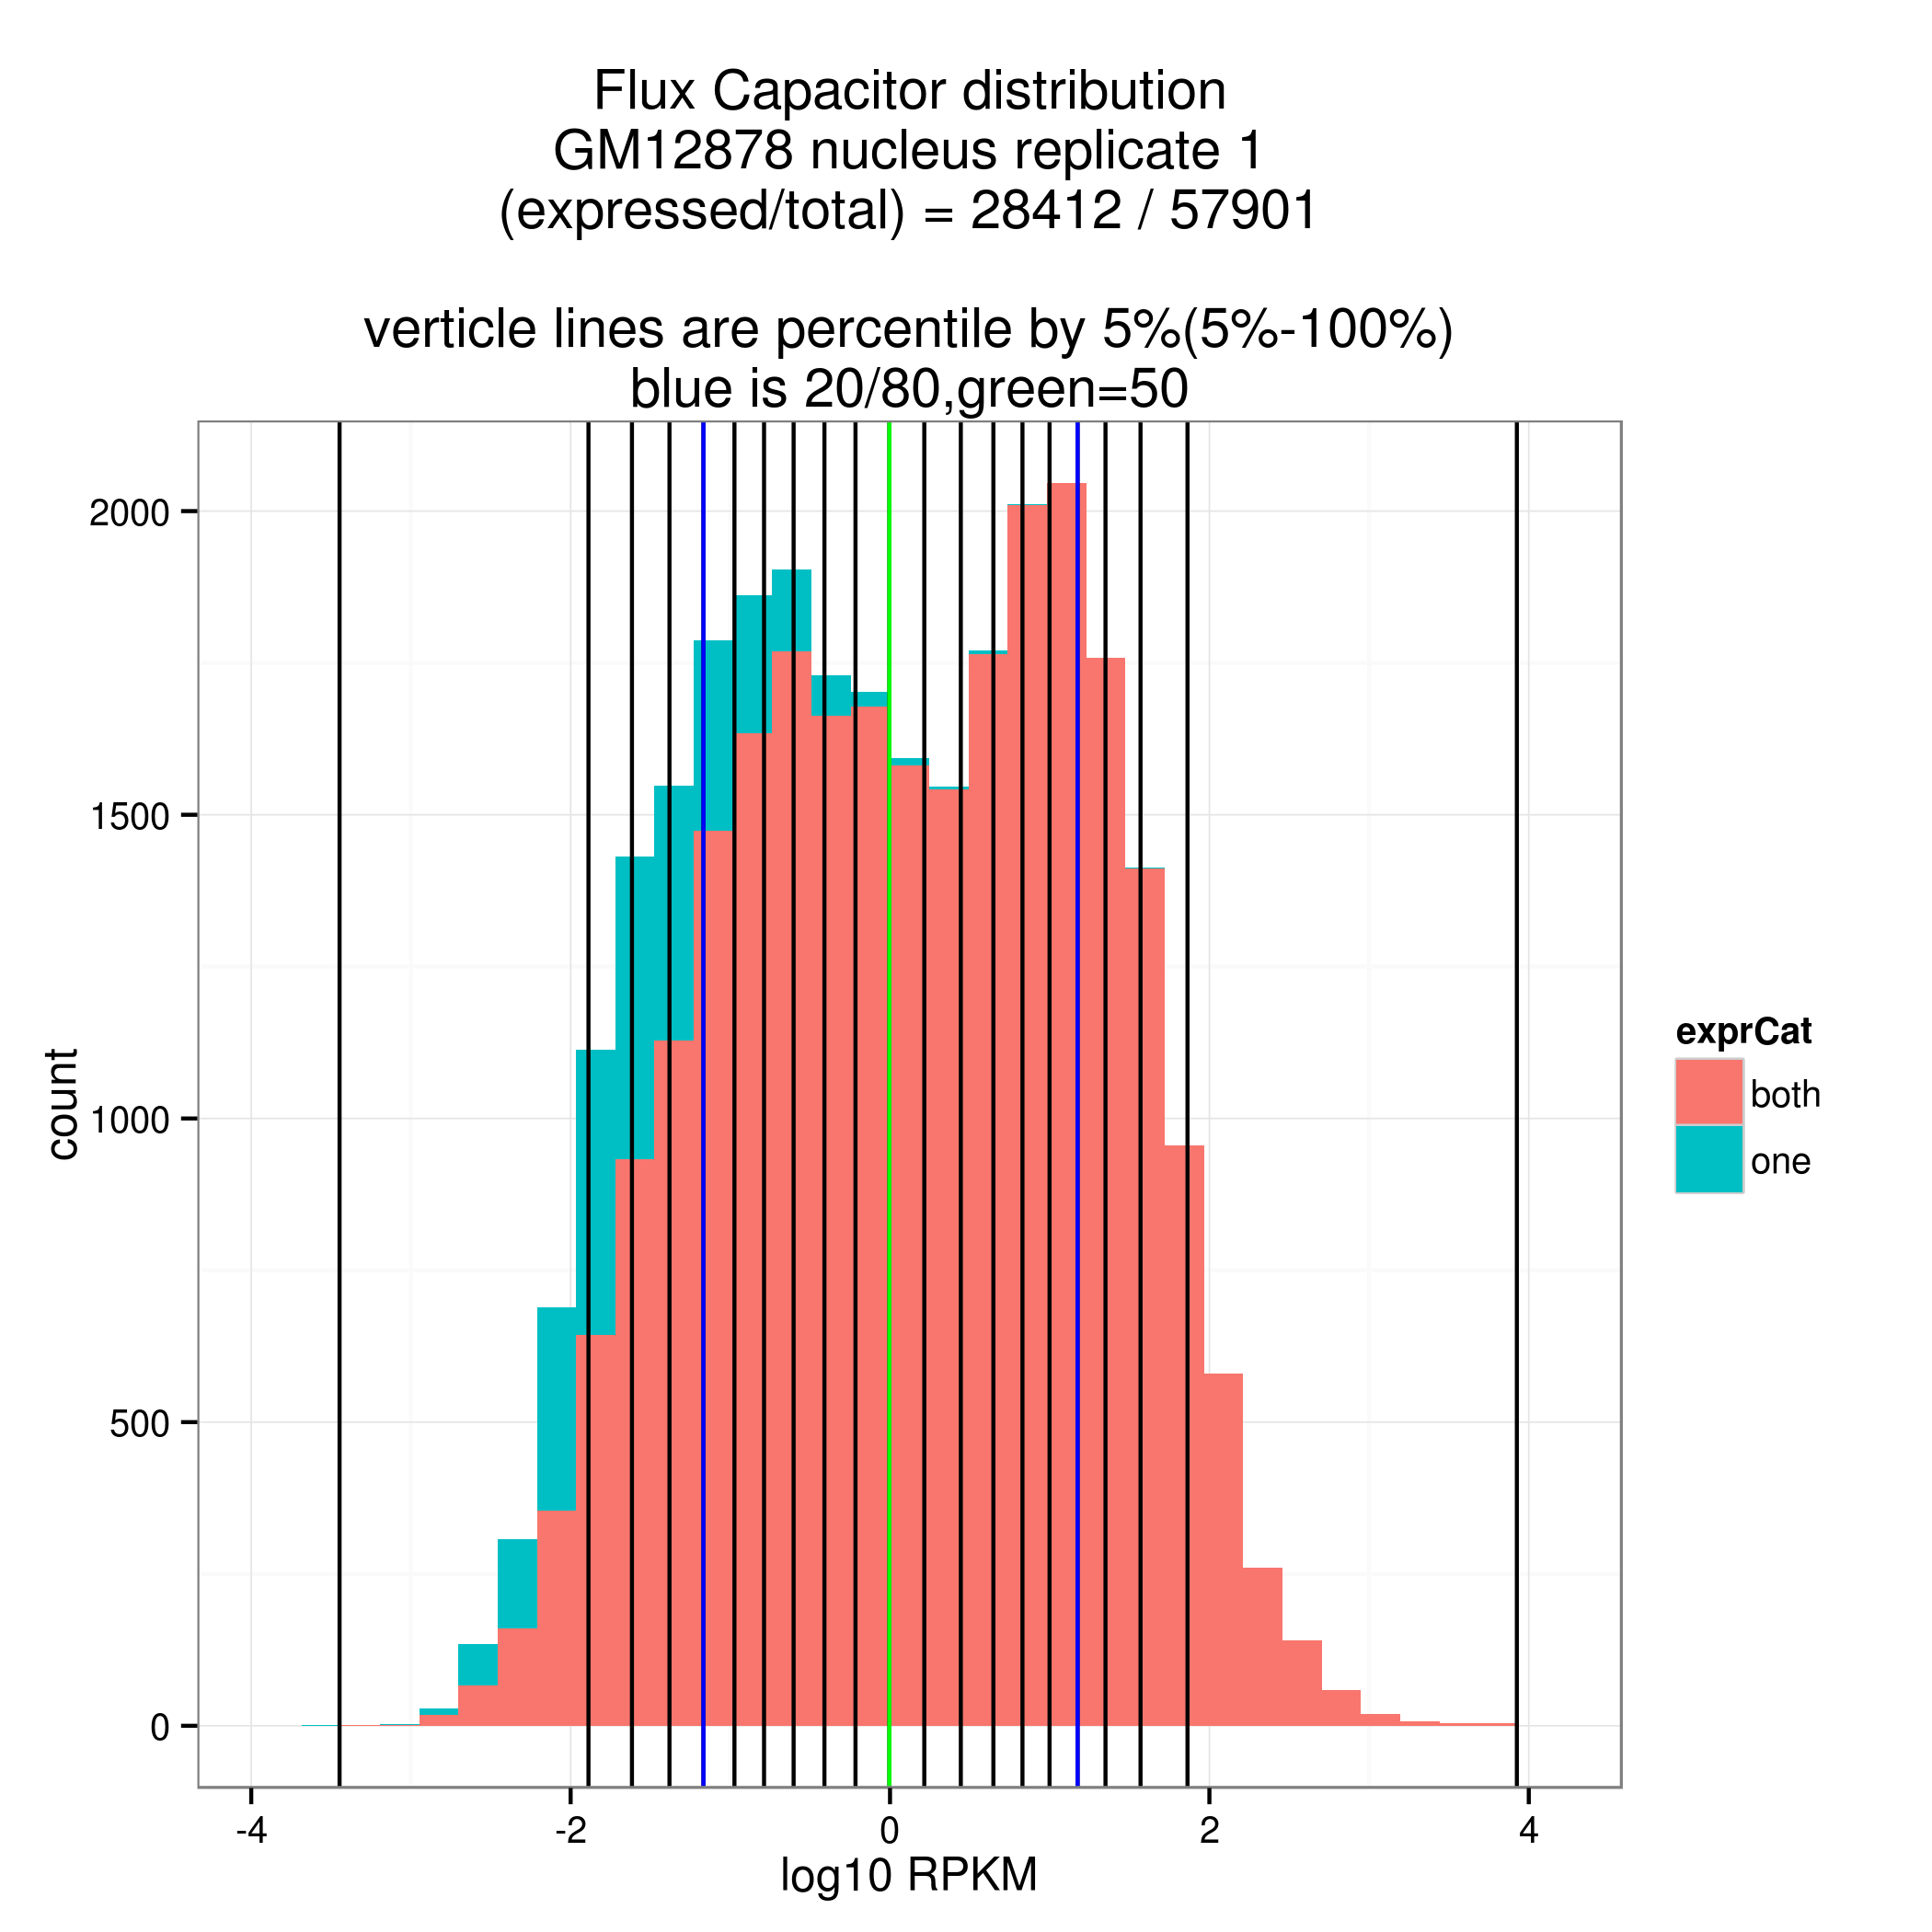 Flux Capacitor distribution
GM12878 nucleus replicate 1
(expressed/total) = 28412 / 57901
verticle lines are percentile by 5%(5%-100%)
blue is 20/80,green=50
2000
1500
1000
500
0
count
-4
-2
0
2
4
log10 RPKM
exprCat
both
one